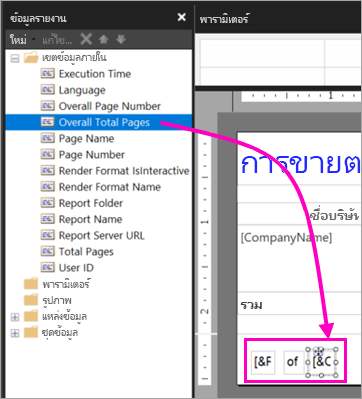 ข้อมูลรายงาน
พารามิเตอร์
ใหม่ แก้ไข...
เขตข้อมูลภายใน
Execution Time
Language
Overall Page Number
Overall Total Pages
Page Name
Page Number
Render Format IsInteractive
Render Format Name
Report Folder
Report Name
Report Server URL
Total Pages
User ID
พารามิเตอร์
รูปภาพ
แหล่งข้อมูล
ชุดข้อมูล
1
การขายต
ชื่อบริษัท
[CompanyName]
รวม
[&F of [&C
1
2